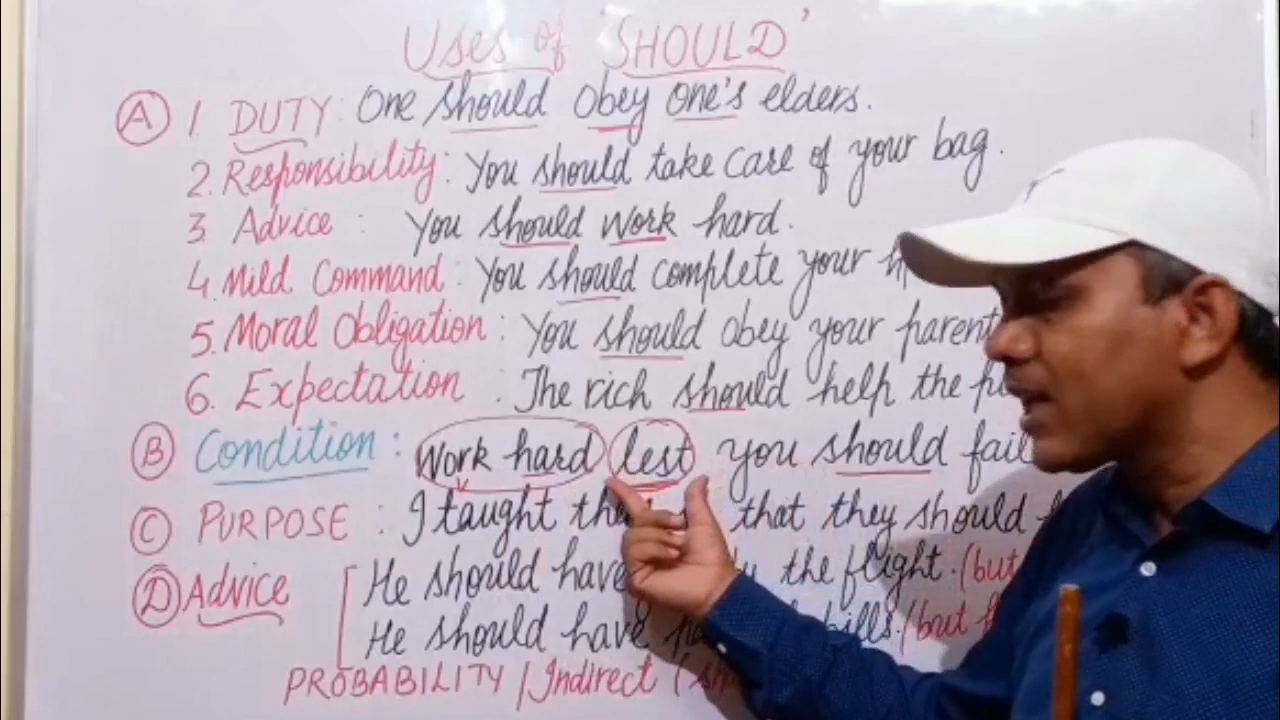 Uses of 'SHOULD'
A 1. DUTY: One should obey one's elders.
2. Responsibility: You should take care of your bag.
3. Advice: You should work hard.
4. Mild Command: You should complete your
5. Moral Obligation: You should obey your parent
6. Expectation: The rich should help the
B Condition: Work hard lest you should fail
C PURPOSE: I taught that they should
D Advice He should have the flight. (but
He should have bills. (but
PROBABILITY / Indirect (